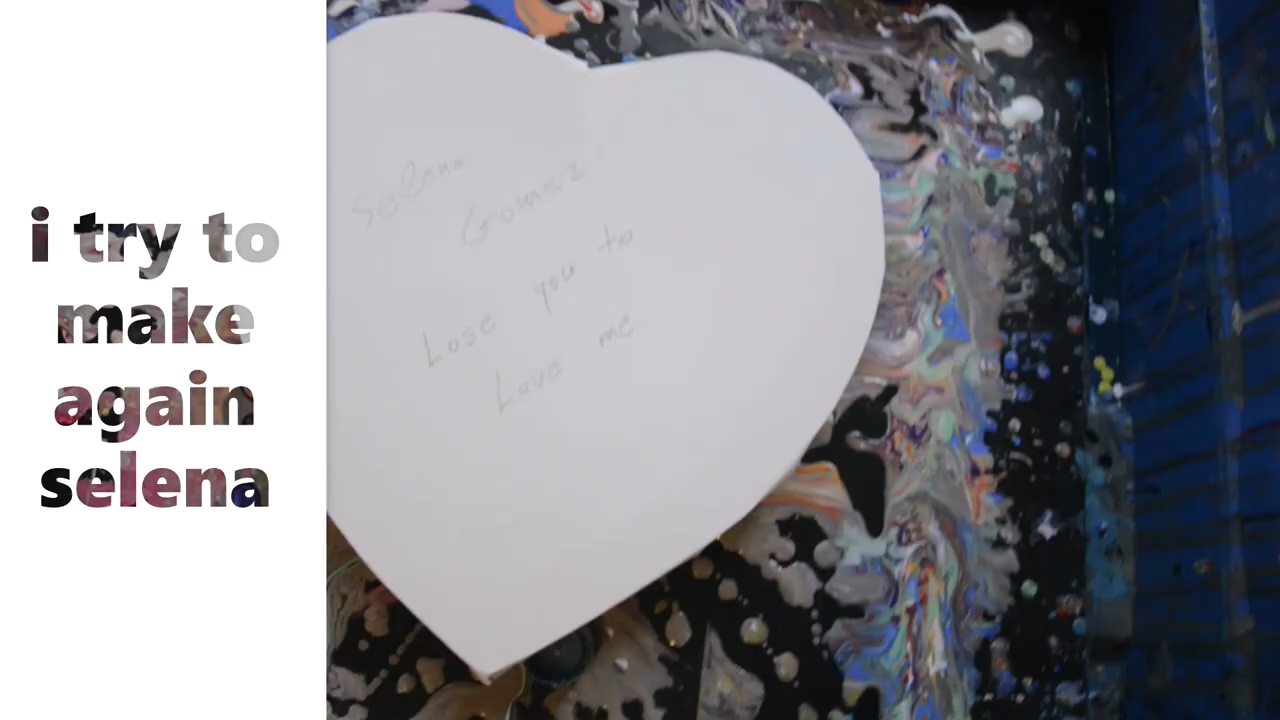 i try to
make
again
selena
Selena
Gomez
Lose you to
Love me